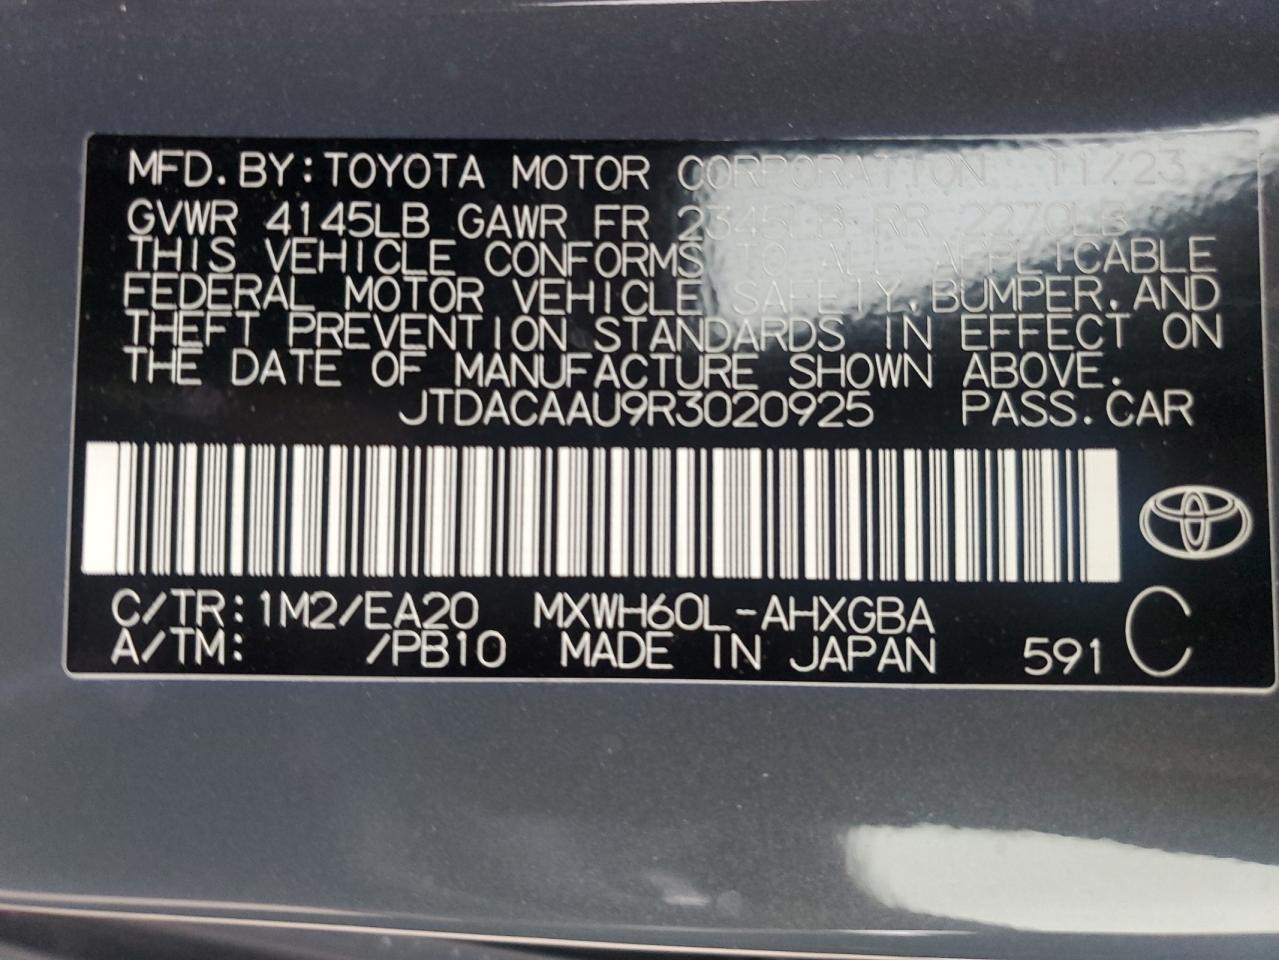 MFD.BY:TOYOTA MOTOR CORPORATION 11/23
GVWR 4145LB GAWR FR 2345LB RR 2270LB
THIS VEHICLE CONFORMS TO ALL APPLICABLE
FEDERAL MOTOR VEHICLE SAFETY,BUMPER,AND
THEFT PREVENTION STANDARDS IN EFFECT ON
THE DATE OF MANUFACTURE SHOWN ABOVE.
JTDACAAU9R3020925 PASS.CAR
C/TR:1M2/EA20 MXWH60L-AHXGBA
A/TM: /PB10 MADE IN JAPAN 591 C